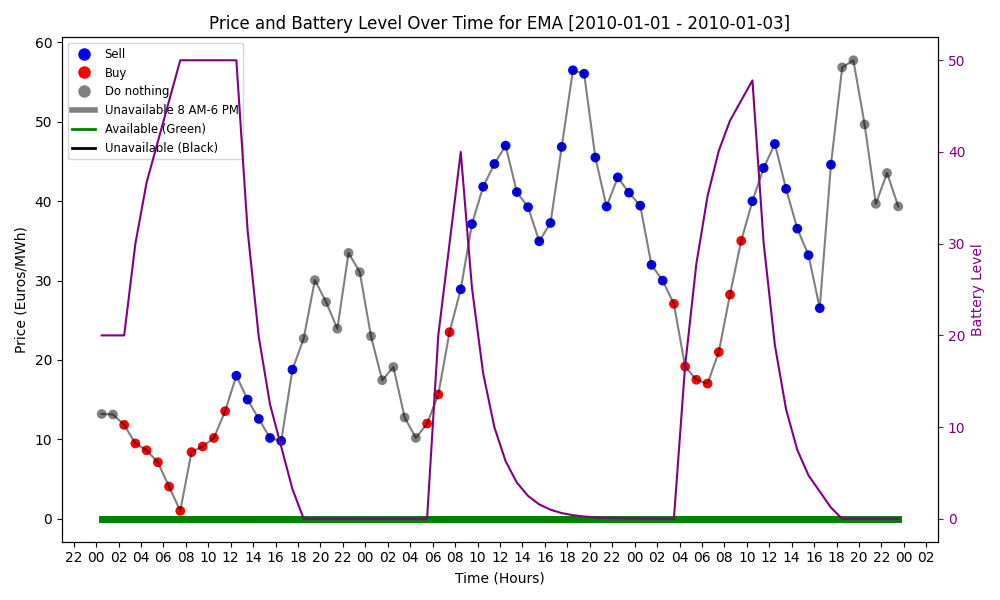 Price and Battery Level Over Time for EMA [2010-01-01 - 2010-01-03]
Sell
Buy
Do nothing
Unavailable 8 AM-6 PM
Available (Green)
Unavailable (Black)
Price (Euros/MWh)
60
50
40
30
20
10
0
Battery Level
50
40
30
20
10
0
22 00 02 04 06 08 10 12 14 16 18 20 22 00 02 04 06 08 10 12 14 16 18 20 22 00 02 04 06 08 10 12 14 16 18 20 22 00 02
Time (Hours)